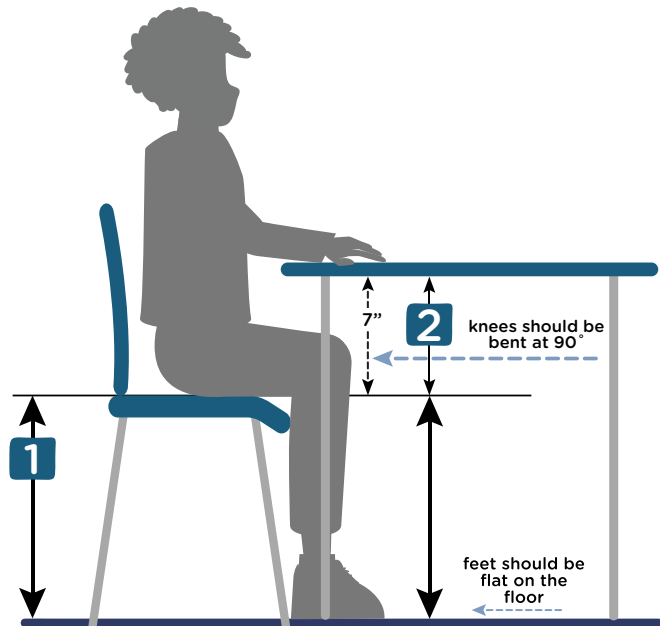 7”
2
knees should be
bent at 90°
1
feet should be
flat on the
floor